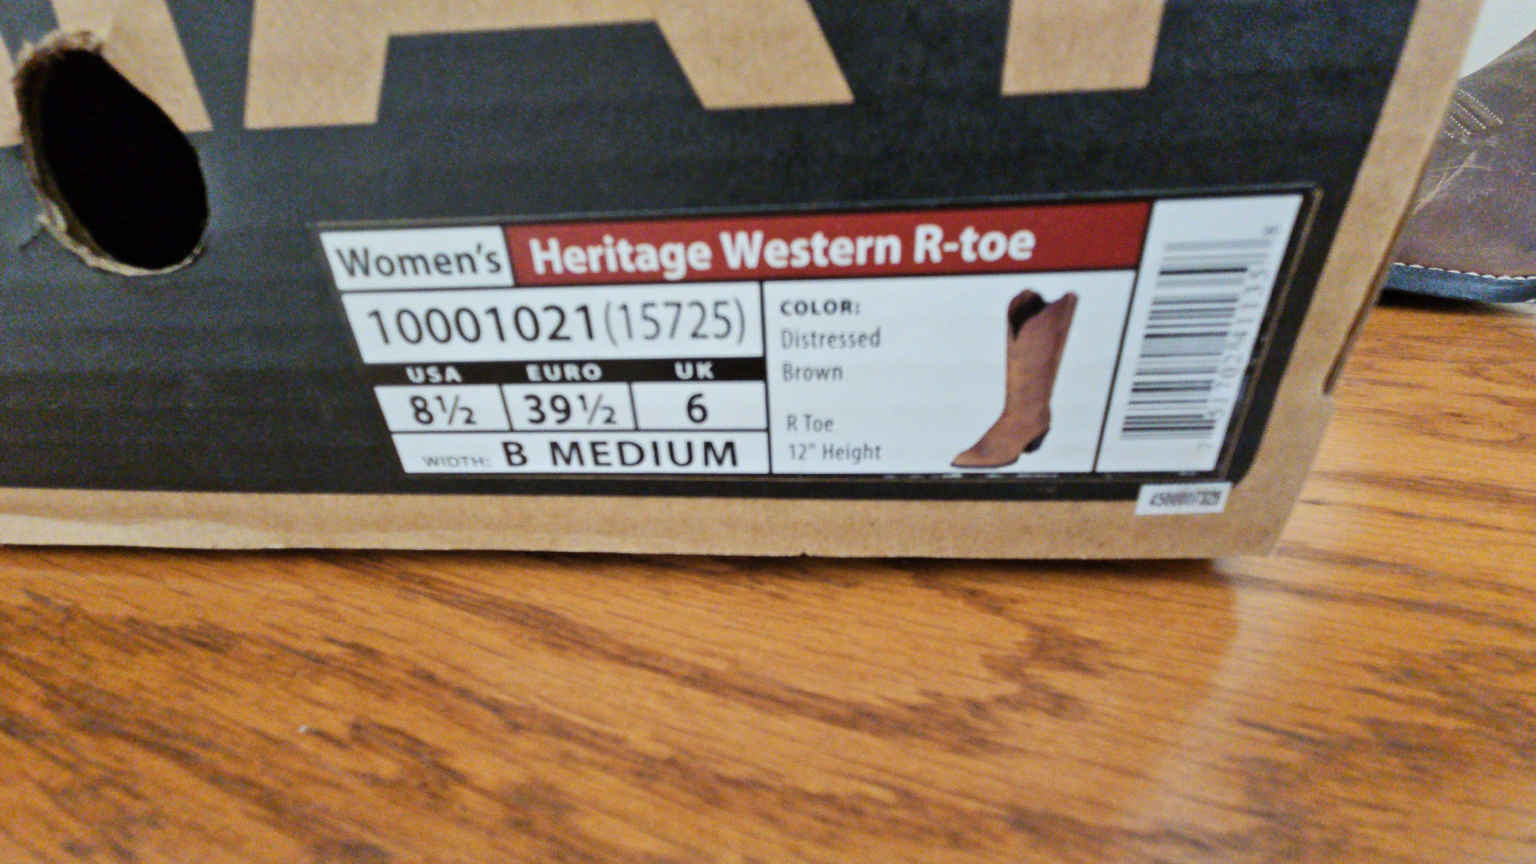 Women's Heritage Western R-toe
10001021(15725)
USA EURO UK
8½ 39½ 6
WIDTH: B MEDIUM
COLOR:
Distressed
Brown
R Toe
12" Height